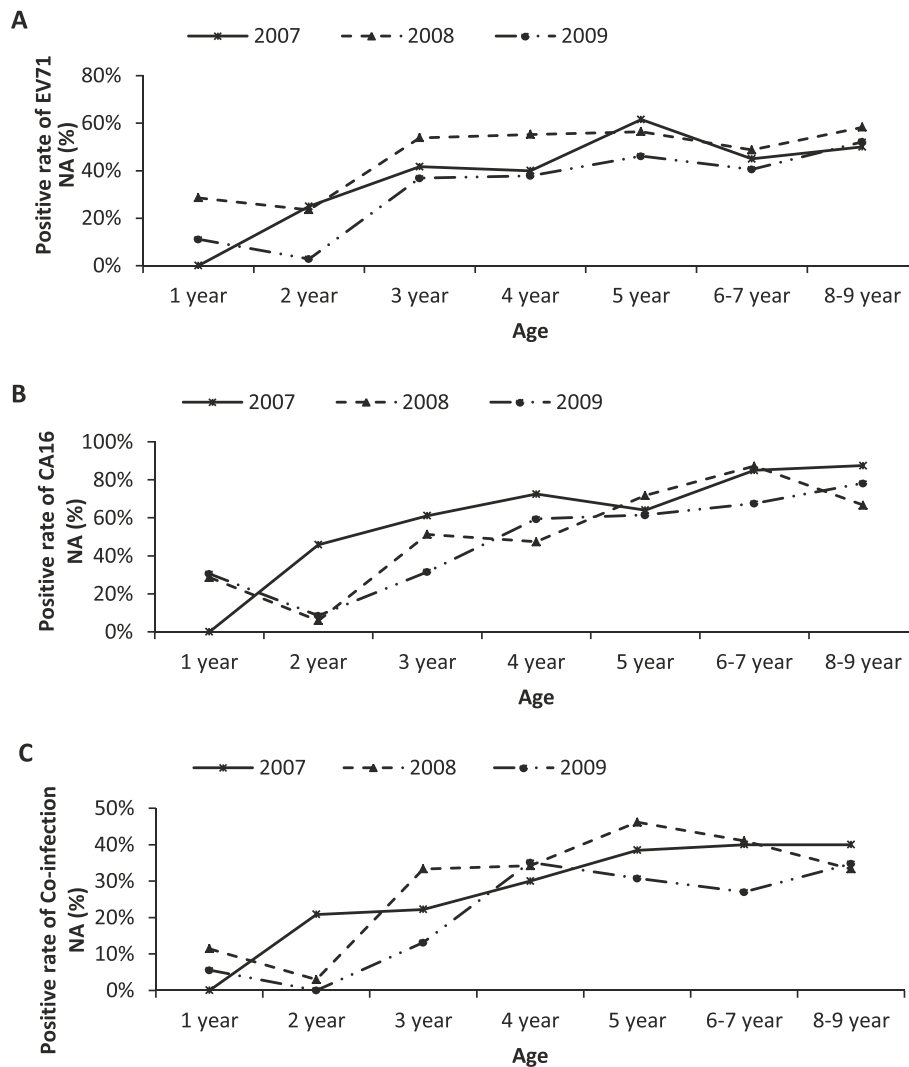 A
2007 2008 2009
Positive rate of EV71
NA (%)
80%
60%
40%
20%
0%
1 year 2 year 3 year 4 year 5 year 6-7 year 8-9 year
Age
B
2007 2008 2009
Positive rate of CA16
NA (%)
100%
80%
60%
40%
20%
0%
1 year 2 year 3 year 4 year 5 year 6-7 year 8-9 year
Age
C
2007 2008 2009
Positive rate of Co-infection
NA (%)
50%
40%
30%
20%
10%
0%
1 year 2 year 3 year 4 year 5 year 6-7 year 8-9 year
Age